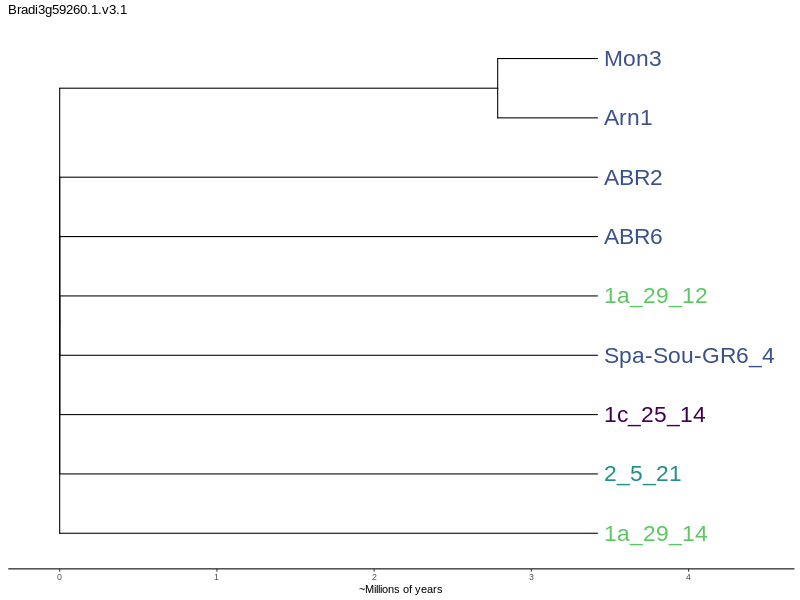 Bradi3g59260.1.v3.1
Mon3
Arn1
ABR2
ABR6
1a_29_12
Spa-Sou-GR6_4
1c_25_14
2_5_21
1a_29_14
0 1 2 3 4
~Millions of years